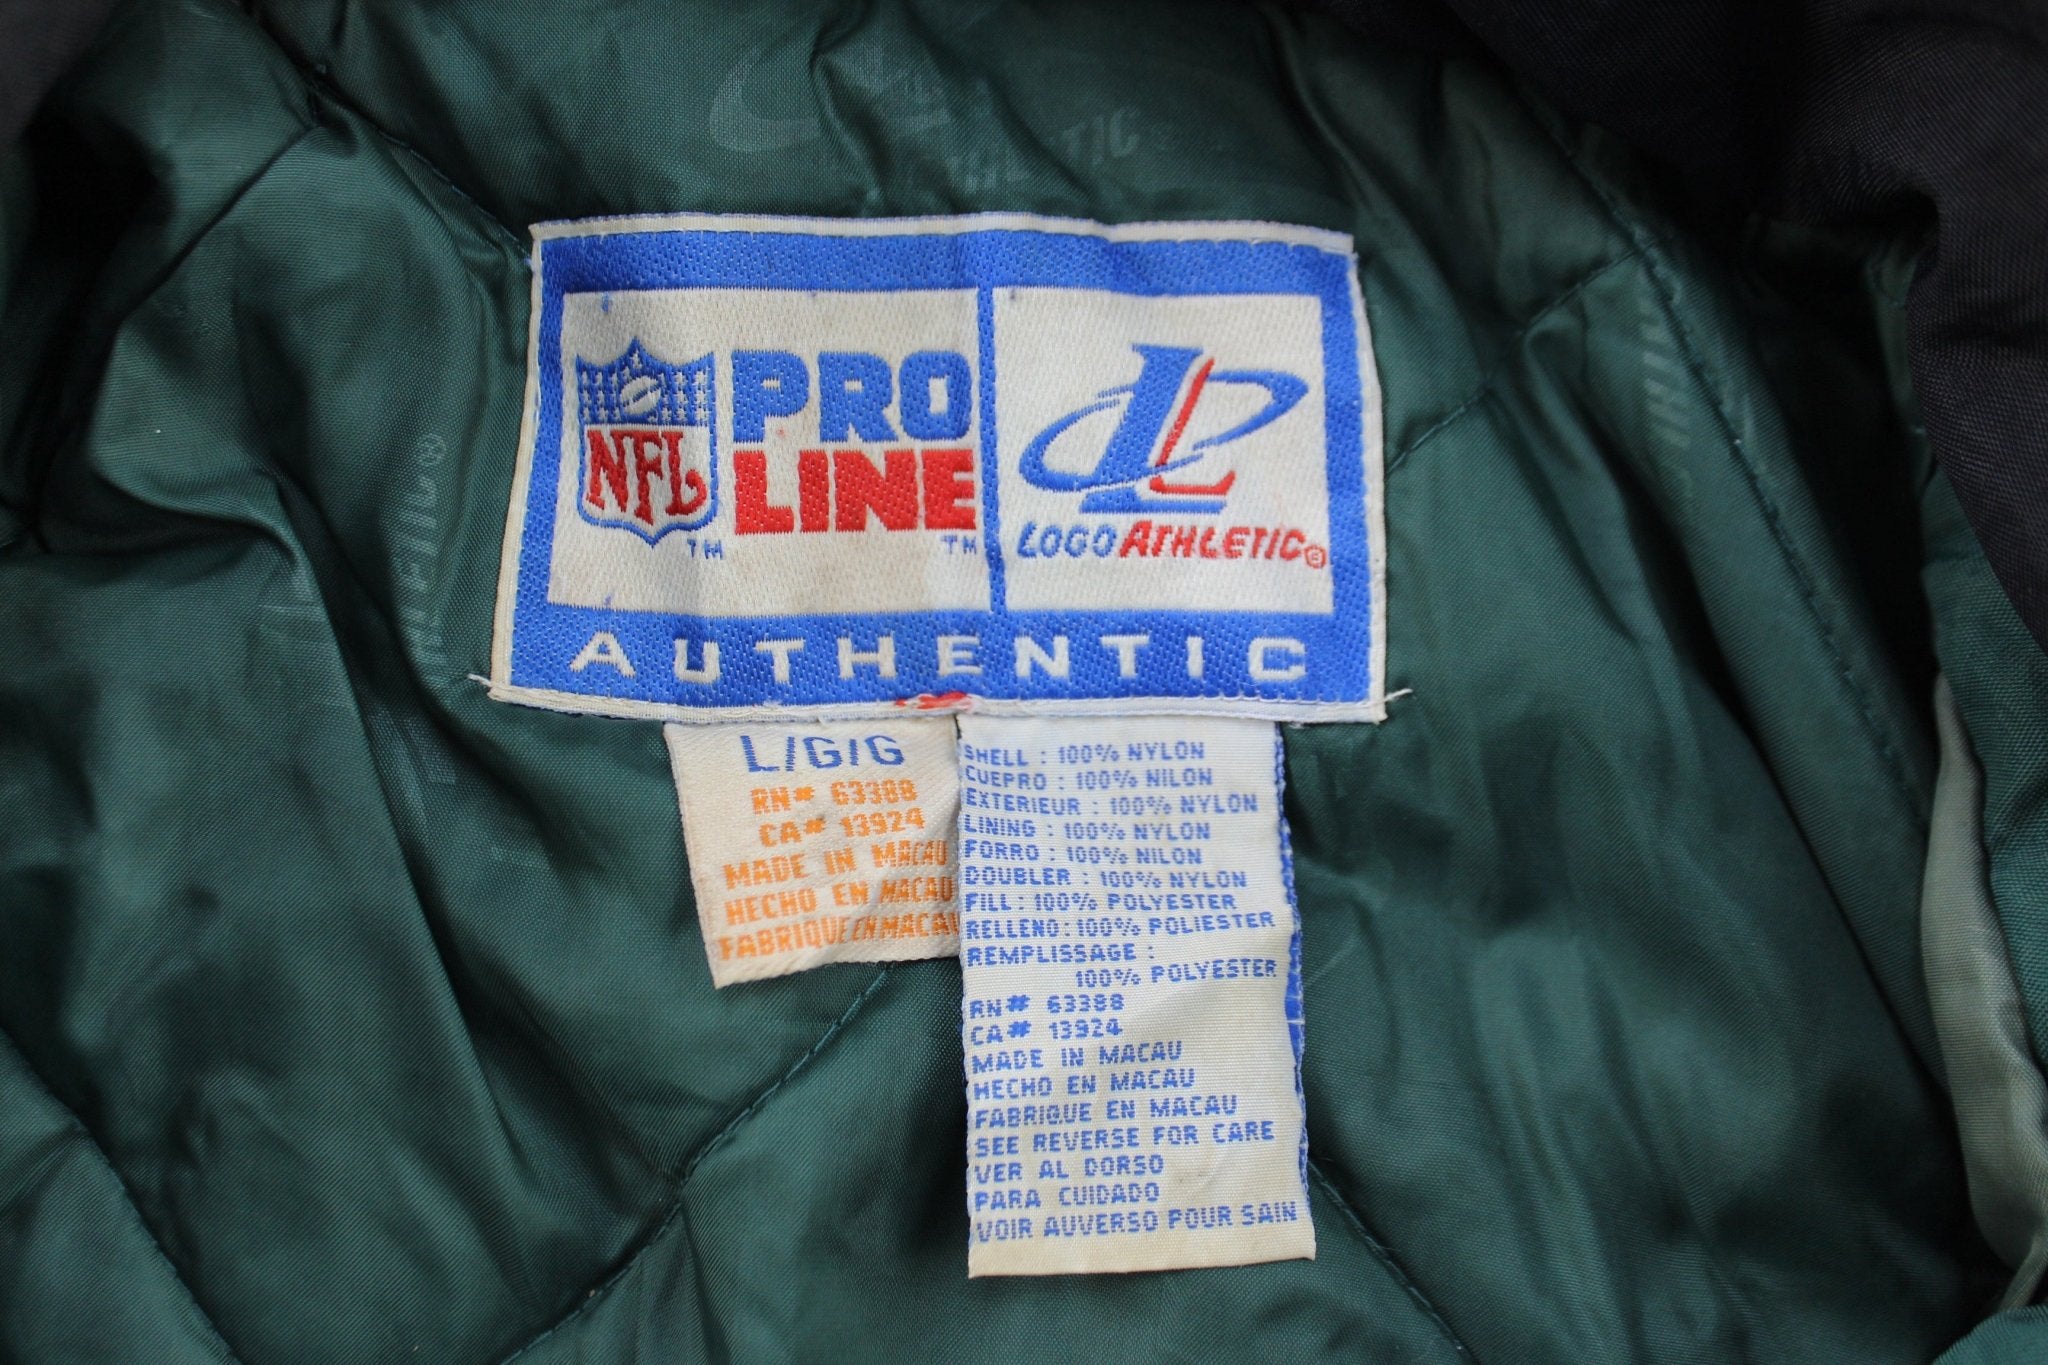 NFL
TM
PRO
LINE
TM
LL
LOGO ATHLETIC®
AUTHENTIC
L/G/G
RN# 63388
CA# 13924
MADE IN MACAU
HECHO EN MACAU
FABRIQUE EN MACAU
SHELL : 100% NYLON
CUEPRO : 100% NILON
EXTERIEUR : 100% NYLON
LINING : 100% NYLON
FORRO : 100% NILON
DOUBLER : 100% NYLON
FILL : 100% POLYESTER
RELLENO : 100% POLIESTER
REMPLISSAGE :
100% POLYESTER
RN# 63388
CA# 13924
MADE IN MACAU
HECHO EN MACAU
FABRIQUE EN MACAU
SEE REVERSE FOR CARE
VER AL DORSO
PARA CUIDADO
VOIR AUVERSO POUR SAIN